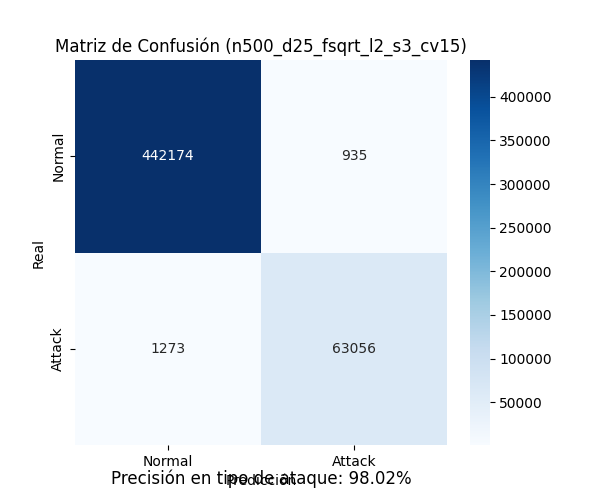 Matriz de Confusión (n500_d25_fsqrt_l2_s3_cv15)
Normal
442174
935
Real
Attack
1273
63056
Normal
Attack
Predicción
Precisión en tipo de ataque: 98.02%
400000
350000
300000
250000
200000
150000
100000
50000